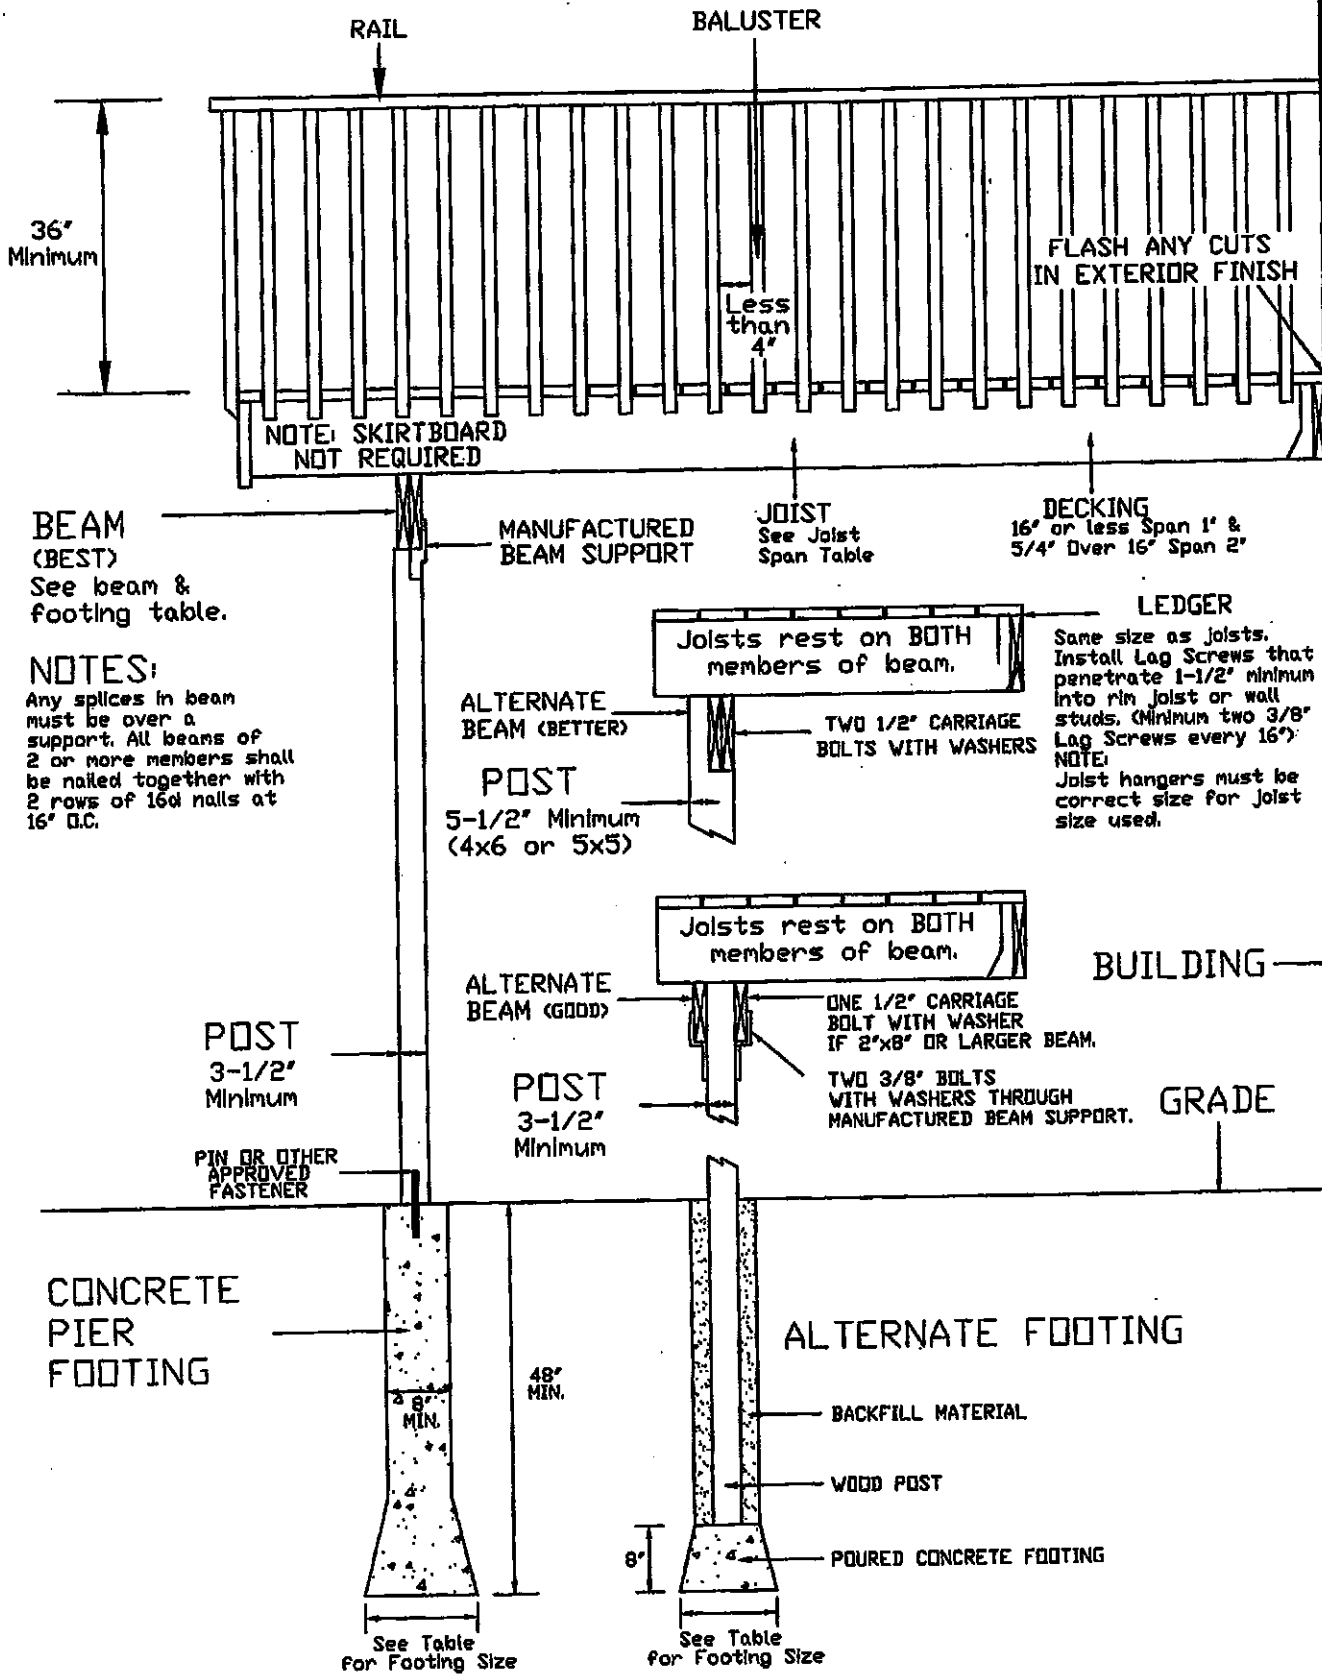 RAIL
BALUSTER
36"
Minimum
FLASH ANY CUTS
IN EXTERIOR FINISH
Less
than
4"
NOTE: SKIRTBOARD
NOT REQUIRED
BEAM
(BEST)
See beam &
footing table.
MANUFACTURED
BEAM SUPPORT
JOIST
See Joist
Span Table
DECKING
16" or less Span 1" &
5/4" Over 16" Span 2"
NOTES:
Any splices in beam
must be over a
support. All beams of
2 or more members shall
be nailed together with
2 rows of 16d nails at
16" O.C.
Joists rest on BOTH
members of beam.
LEDGER
Same size as joists.
Install Lag Screws that
penetrate 1-1/2" minimum
into rim joist or wall
studs. (Minimum two 3/8"
Lag Screws every 16")
NOTE:
Joist hangers must be
correct size for joist
size used.
ALTERNATE
BEAM (BETTER)
TWO 1/2" CARRIAGE
BOLTS WITH WASHERS
POST
5-1/2" Minimum
(4x6 or 5x5)
Joists rest on BOTH
members of beam.
BUILDING
ALTERNATE
BEAM (GOOD)
ONE 1/2" CARRIAGE
BOLT WITH WASHER
IF 2"x8" OR LARGER BEAM.
TWO 3/8" BOLTS
WITH WASHERS THROUGH
MANUFACTURED BEAM SUPPORT.
POST
3-1/2"
Minimum
POST
3-1/2"
Minimum
GRADE
PIN OR OTHER
APPROVED
FASTENER
CONCRETE
PIER
FOOTING
8"
MIN.
48"
MIN.
ALTERNATE FOOTING
BACKFILL MATERIAL
WOOD POST
8"
POURED CONCRETE FOOTING
See Table
for Footing Size
See Table
for Footing Size